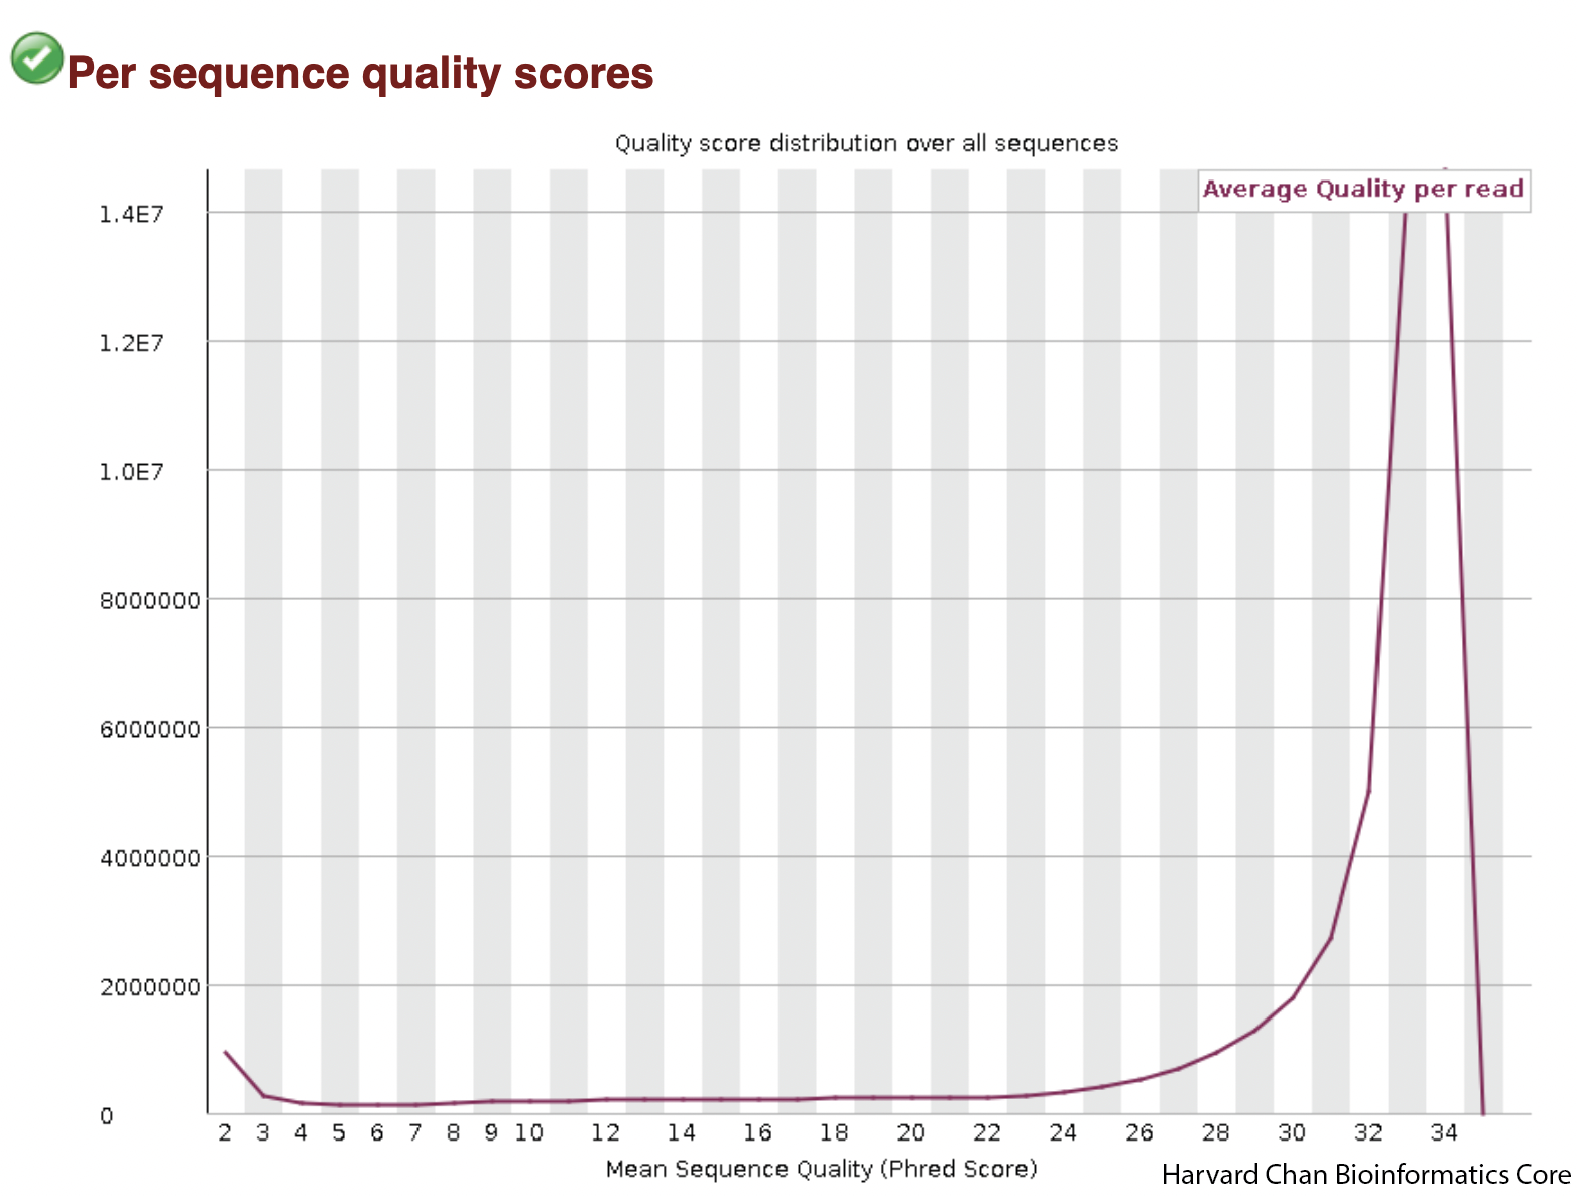 Per sequence quality scores
Quality score distribution over all sequences
Average Quality per read
1.4E7
1.2E7
1.0E7
8000000
6000000
4000000
2000000
0
2 3 4 5 6 7 8 9 10 12 14 16 18 20 22 24 26 28 30 32 34
Mean Sequence Quality (Phred Score)
Harvard Chan Bioinformatics Core